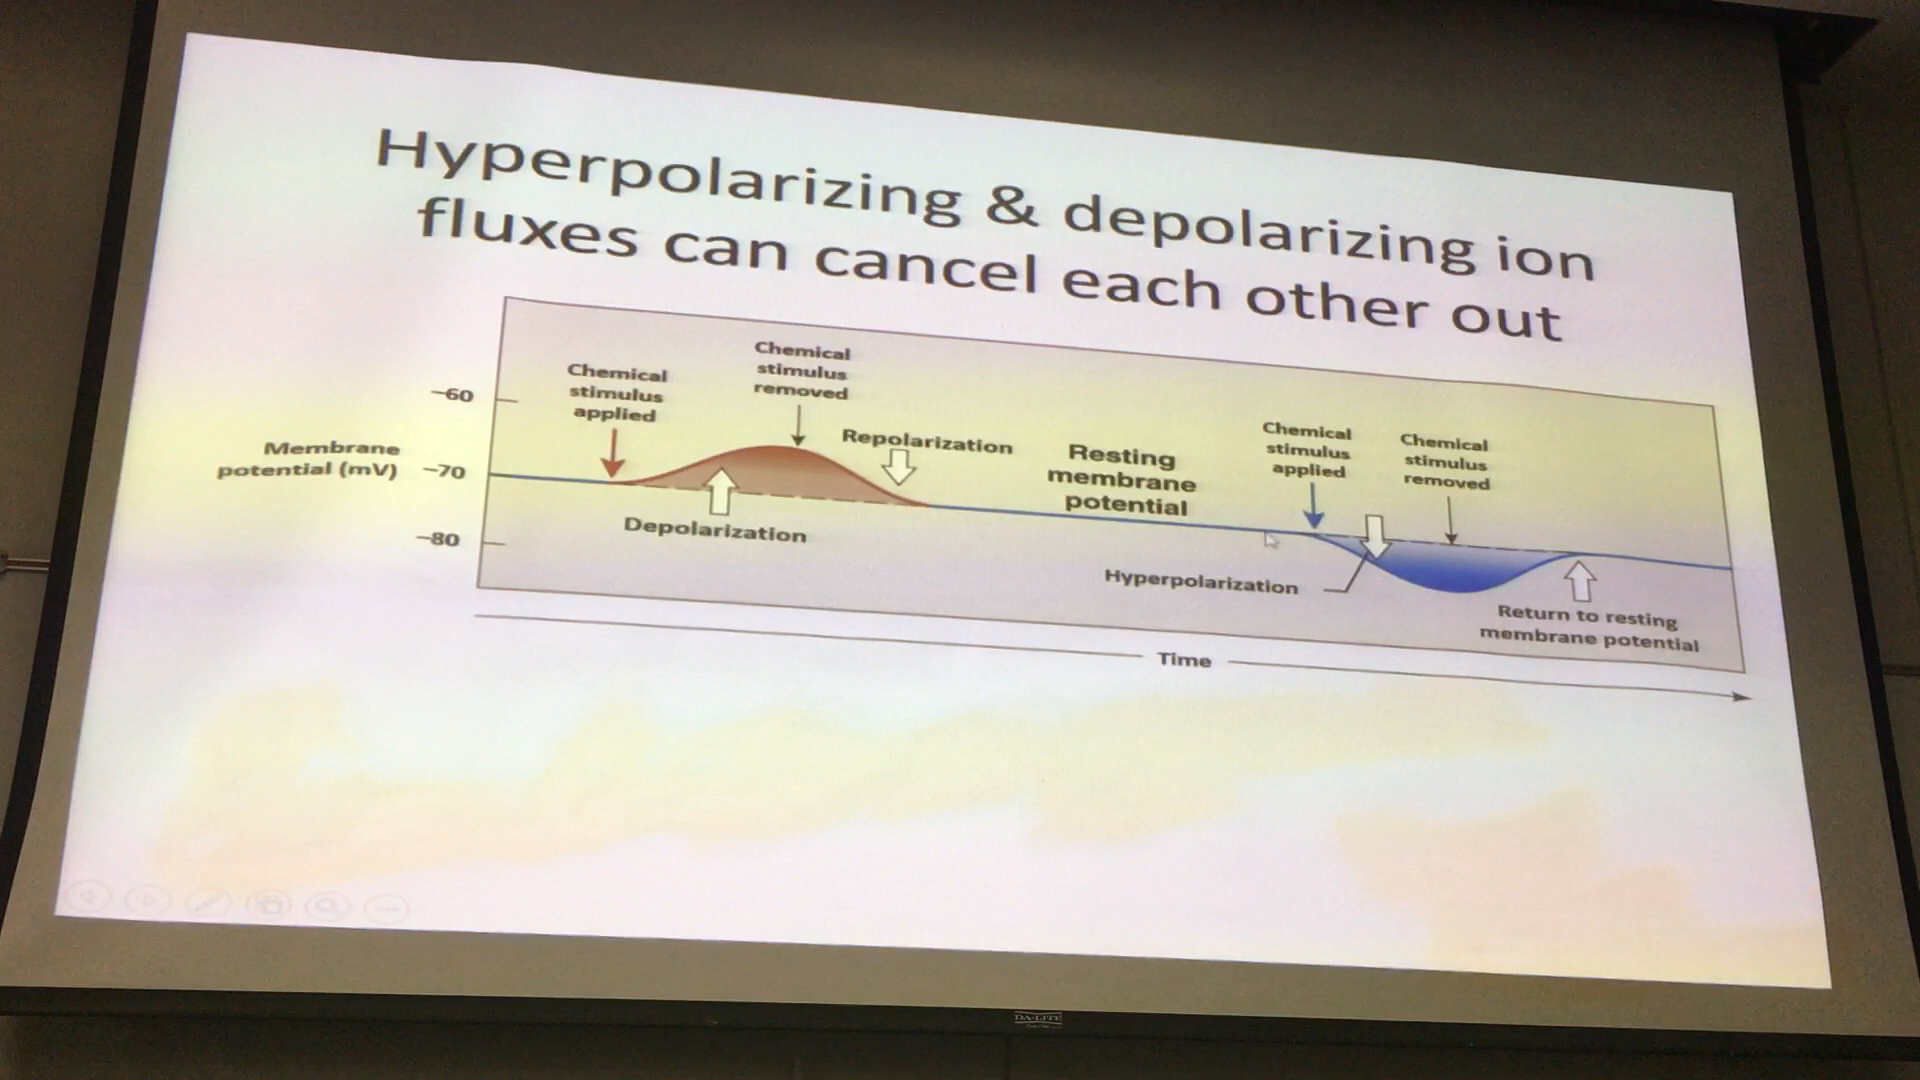 Hyperpolarizing & depolarizing ion
fluxes can cancel each other out
Chemical
stimulus
applied
Chemical
stimulus
removed
Repolarization
Resting
membrane
potential
Chemical
stimulus
applied
Chemical
stimulus
removed
−60
Membrane
potential (mV)
−70
−80
Depolarization
Hyperpolarization
Return to resting
membrane potential
Time
DA-LITE